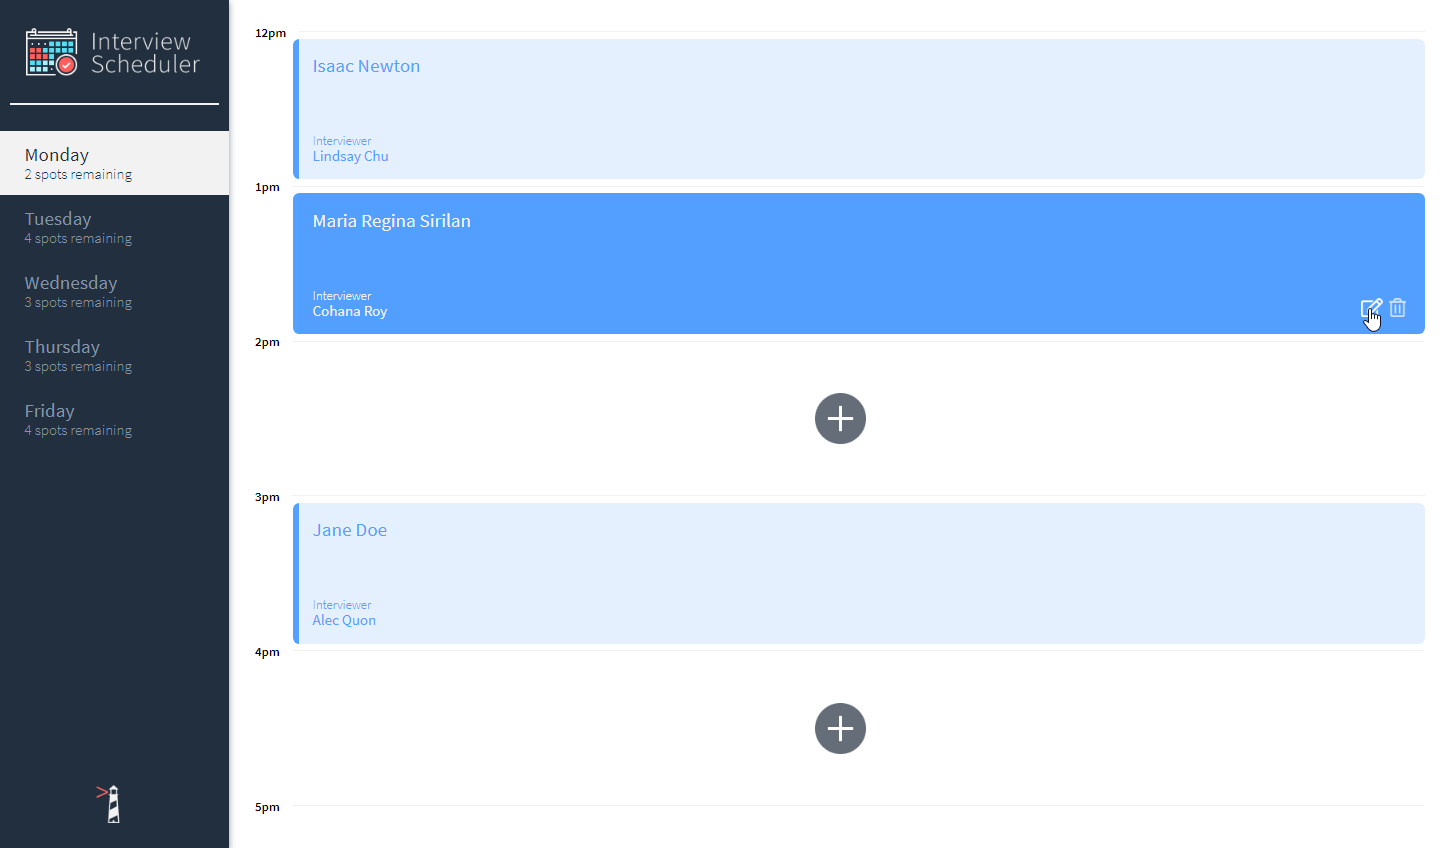 Interview
Scheduler
Monday
2 spots remaining
Tuesday
4 spots remaining
Wednesday
3 spots remaining
Thursday
3 spots remaining
Friday
4 spots remaining
12pm
Isaac Newton
Interviewer
Lindsay Chu
1pm
Maria Regina Sirilan
Interviewer
Cohana Roy
2pm
3pm
Jane Doe
Interviewer
Alec Quon
4pm
5pm